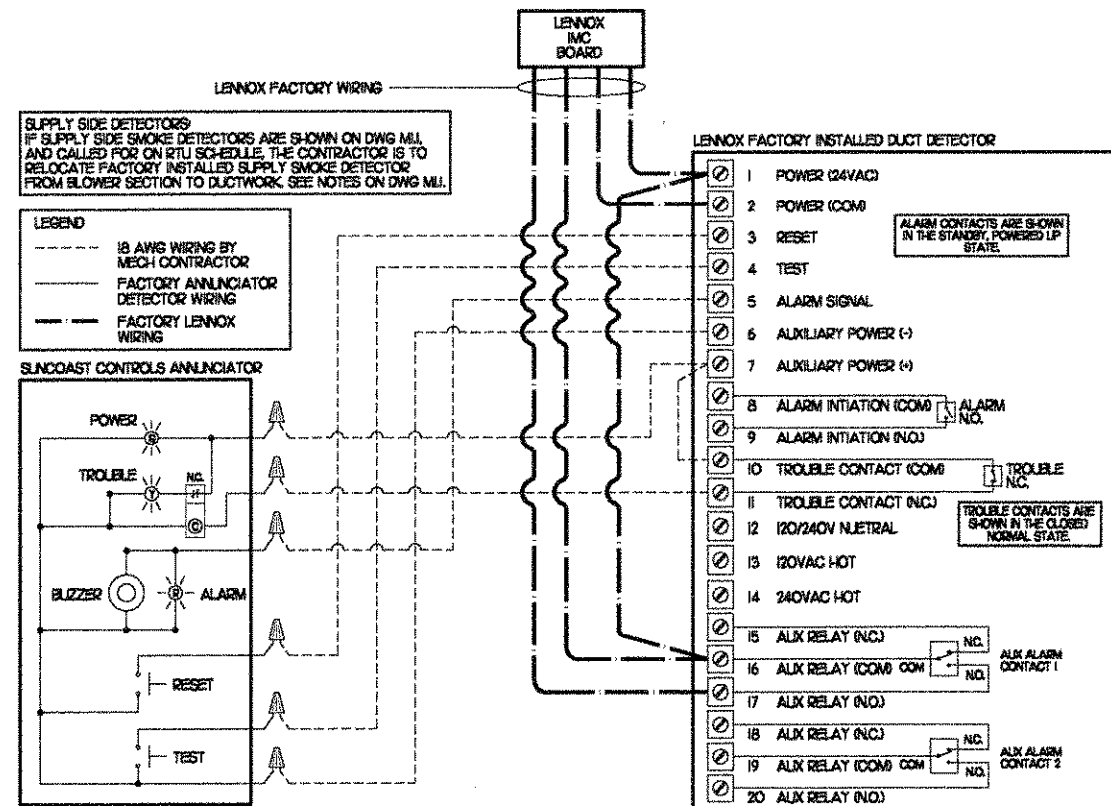 LENNOX
IMC
BOARD
LENNOX FACTORY WIRING
SUPPLY SIDE DETECTORS:
IF SUPPLY SIDE SMOKE DETECTORS ARE SHOWN ON DWG M1.1,
AND CALLED FOR ON RTU SCHEDULE, THE CONTRACTOR IS TO
RELOCATE FACTORY INSTALLED SUPPLY SMOKE DETECTOR
FROM BLOWER SECTION TO DUCTWORK. SEE NOTES ON DWG M1.1.
LEGEND
18 AWG WIRING BY
MECH CONTRACTOR
FACTORY ANNUNCIATOR
DETECTOR WIRING
FACTORY LENNOX
WIRING
SUNCOAST CONTROLS ANNUNCIATOR
POWER
G
TROUBLE
Y
N.C.
C
BUZZER
R
ALARM
RESET
TEST
LENNOX FACTORY INSTALLED DUCT DETECTOR
1 POWER (24VAC)
2 POWER (COM)
3 RESET
4 TEST
5 ALARM SIGNAL
6 AUXILIARY POWER (-)
7 AUXILIARY POWER (+)
8 ALARM INTIATION (COM)
9 ALARM INTIATION (N.O.)
10 TROUBLE CONTACT (COM)
11 TROUBLE CONTACT (N.C.)
12 120/240V NUETRAL
13 120VAC HOT
14 240VAC HOT
15 AUX RELAY (N.C.)
16 AUX RELAY (COM)
17 AUX RELAY (N.O.)
18 AUX RELAY (N.C.)
19 AUX RELAY (COM)
20 AUX RELAY (N.O.)
ALARM CONTACTS ARE SHOWN
IN THE STANDBY, POWERED UP
STATE.
ALARM
N.O.
TROUBLE
N.C.
TROUBLE CONTACTS ARE
SHOWN IN THE CLOSED
NORMAL STATE.
N.C.
COM
N.O.
AUX ALARM
CONTACT 1
N.C.
COM
N.O.
AUX ALARM
CONTACT 2